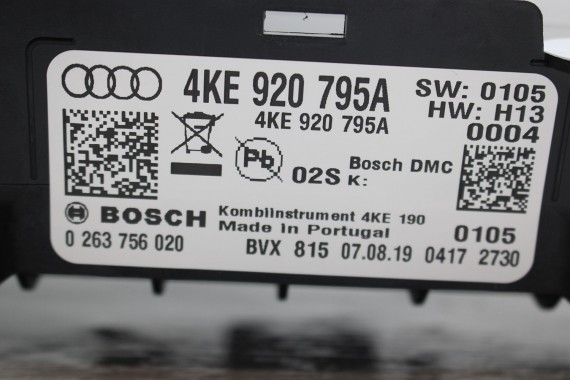 4KE 920 795A SW: 0105
4KE 920 795A HW: H13
0004
Pb 02S Bosch DMC
K:
BOSCH Kombiinstrument 4KE 190
Made In Portugal 0105
0 263 756 020 BVX 815 07.08.19 0417 2730